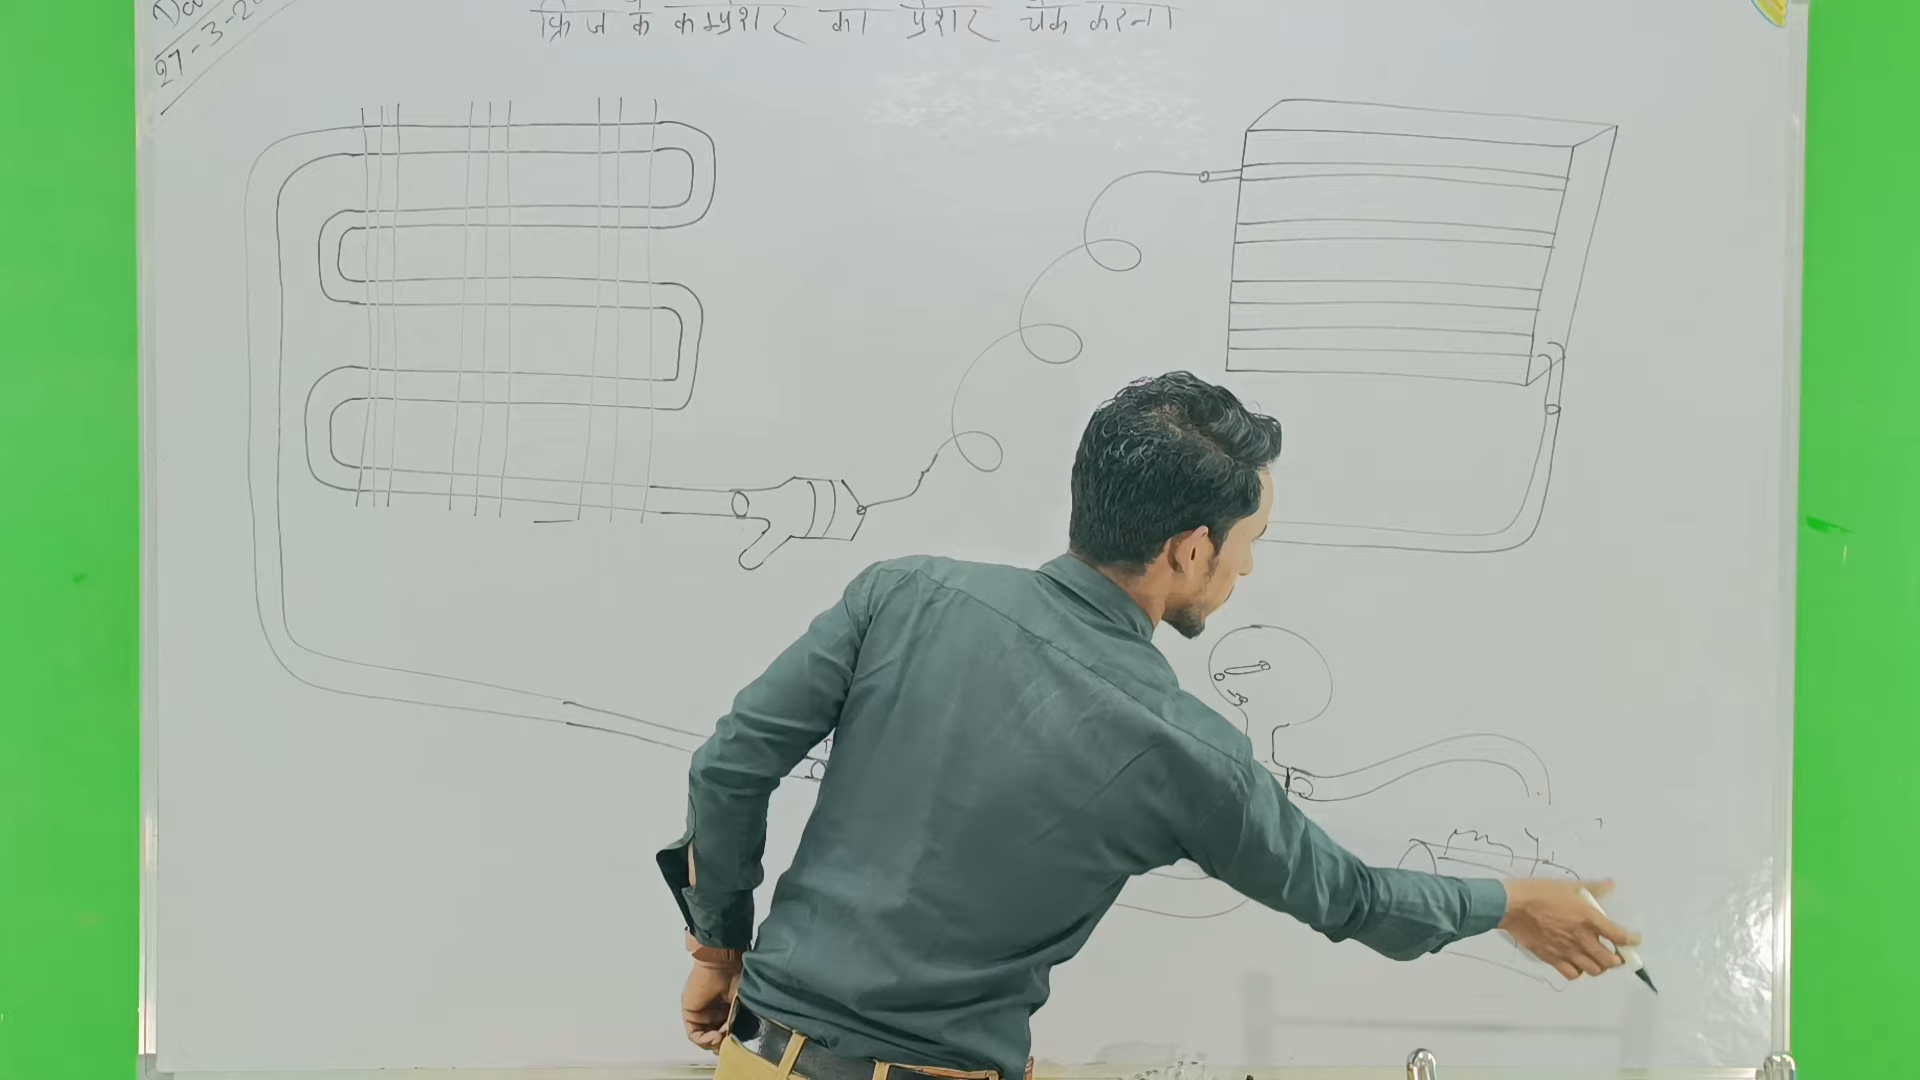 27-3-2
फ्रिज के कम्प्रेशर का प्रेशर चेक करना।